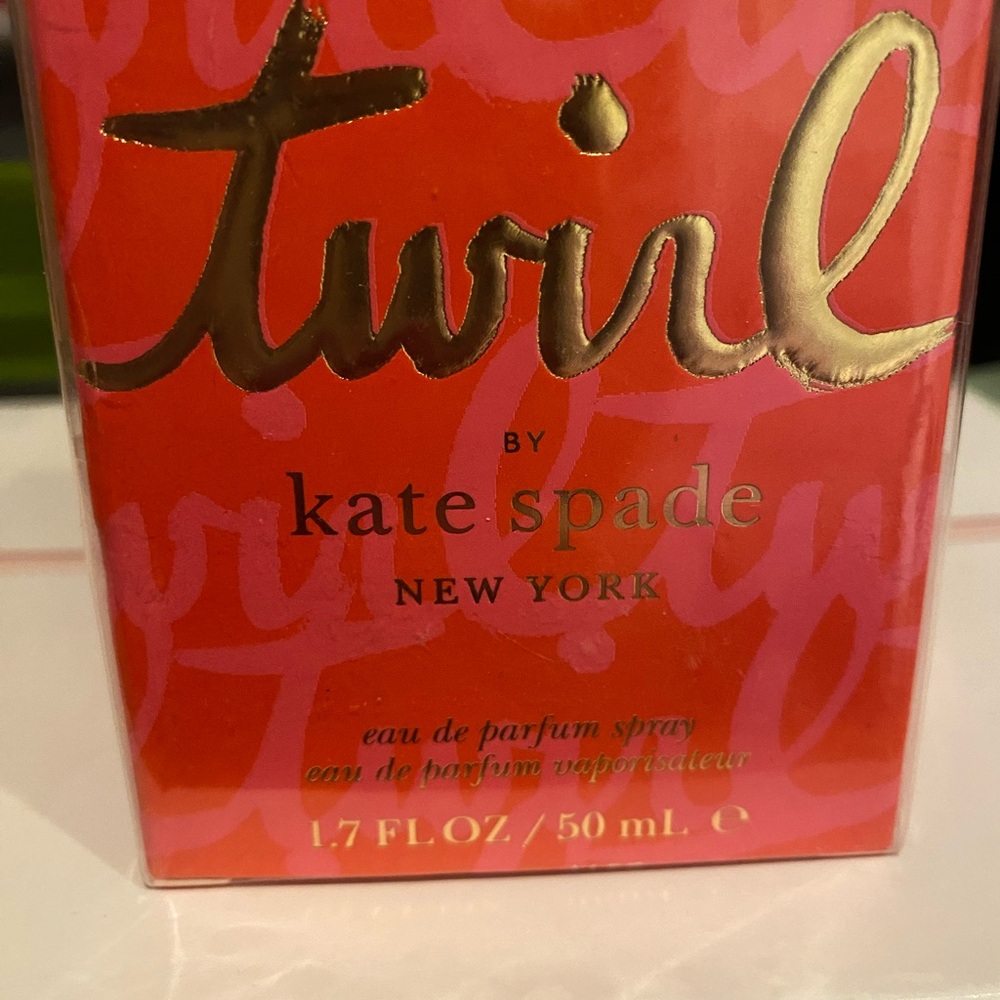 twirl
BY
kate spade
NEW YORK
eau de parfum spray
eau de parfum vaporisateur
1.7 FL OZ / 50 mL ℮